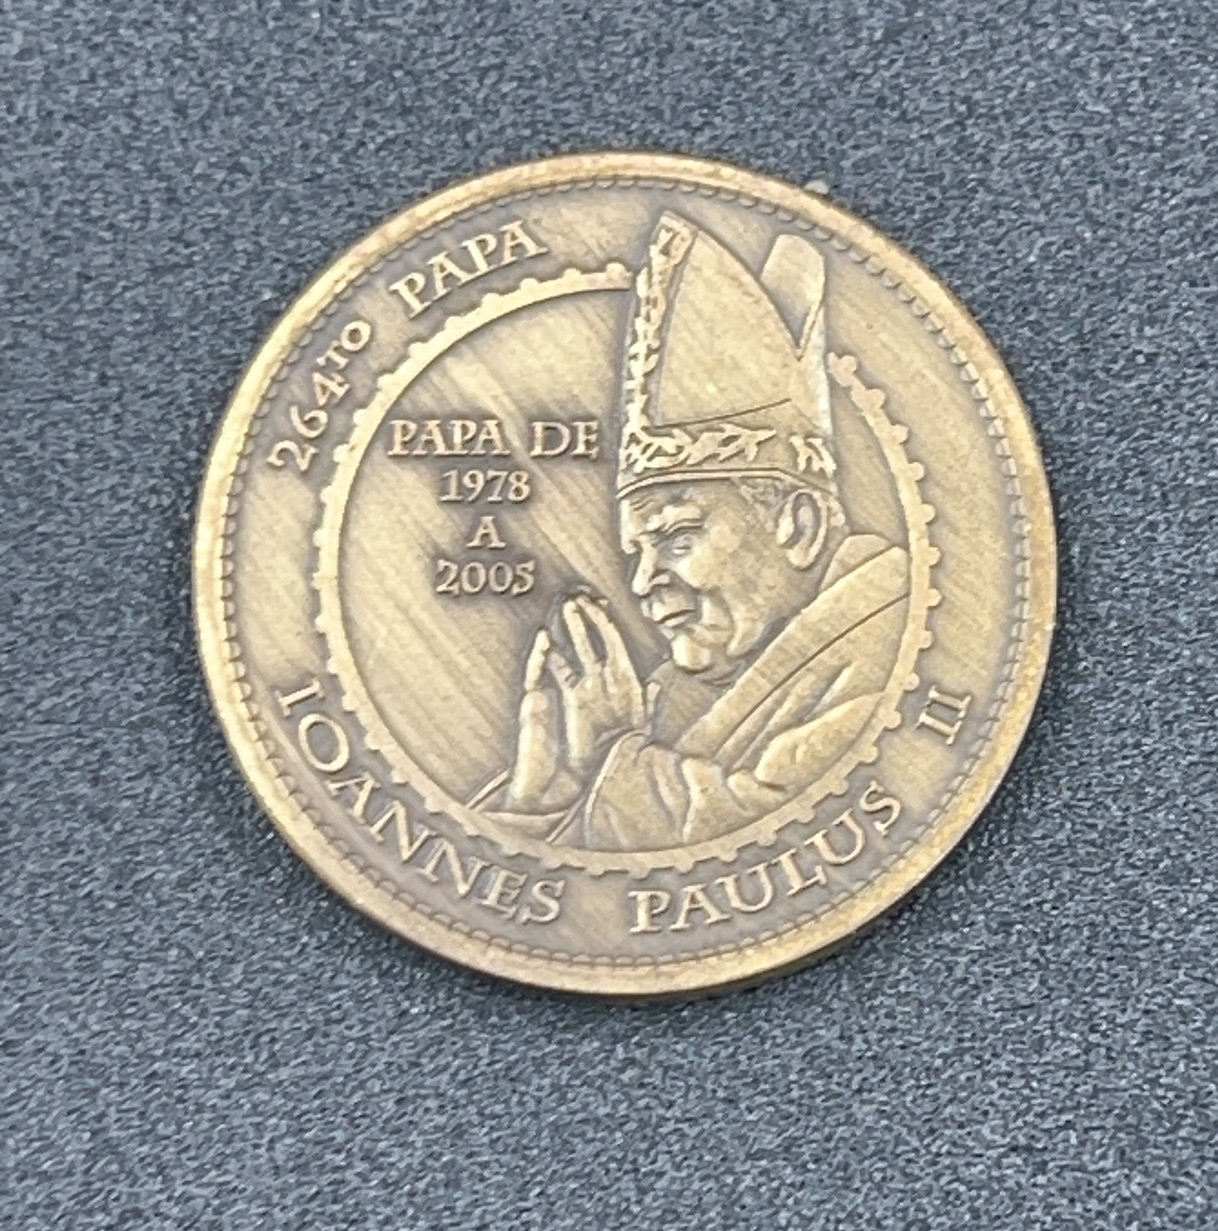 264TO PAPA
PAPA DE
1978
A
2005
IOANNES PAULUS II